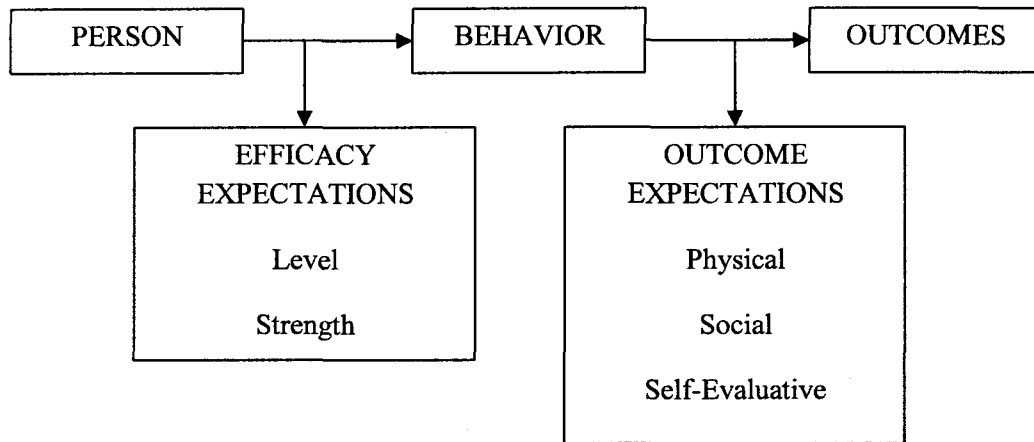 PERSON
BEHAVIOR
OUTCOMES
EFFICACY
EXPECTATIONS
Level
Strength
OUTCOME
EXPECTATIONS
Physical
Social
Self-Evaluative